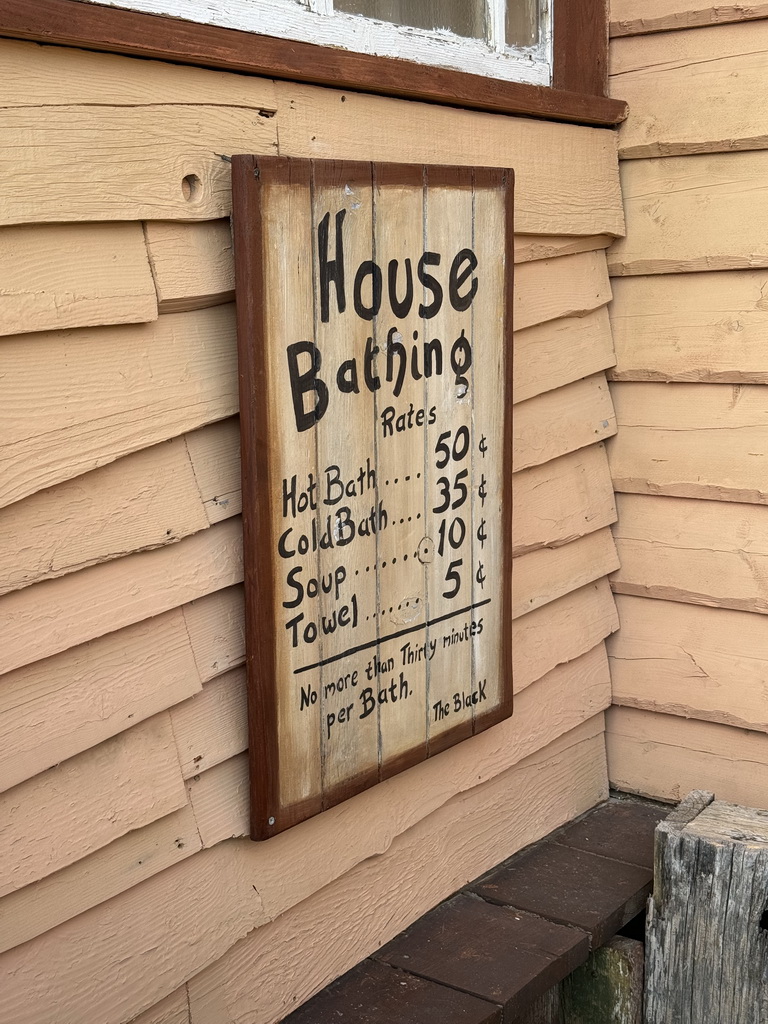 House
Bathing
Rates
Hot Bath .... 50 ¢
Cold Bath .... 35 ¢
Soup ....... 10 ¢
Towel ....... 5 ¢
No more than Thirty minutes
per Bath.
The Black